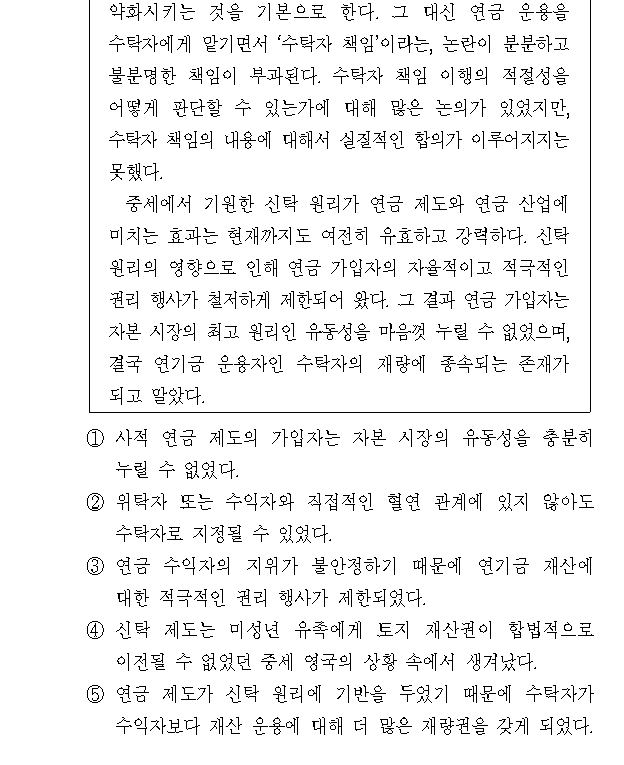 약화시키는 것을 기본으로 한다. 그 대신 연금 운용을
수탁자에게 맡기면서 ‘수탁자 책임’이라는, 논란이 분분하고
불분명한 책임이 부과된다. 수탁자 책임 이행의 적절성을
어떻게 판단할 수 있는가에 대해 많은 논의가 있었지만,
수탁자 책임의 내용에 대해서 실질적인 합의가 이루어지지는
못했다.
중세에서 기원한 신탁 원리가 연금 제도와 연금 산업에
미치는 효과는 현재까지도 여전히 유효하고 강력하다. 신탁
원리의 영향으로 인해 연금 가입자의 자율적이고 적극적인
권리 행사가 철저하게 제한되어 왔다. 그 결과 연금 가입자는
자본 시장의 최고 원리인 유동성을 마음껏 누릴 수 없었으며,
결국 연기금 운용자인 수탁자의 재량에 종속되는 존재가
되고 말았다.
① 사적 연금 제도의 가입자는 자본 시장의 유동성을 충분히
누릴 수 없었다.
② 위탁자 또는 수익자와 직접적인 혈연 관계에 있지 않아도
수탁자로 지정될 수 있었다.
③ 연금 수익자의 지위가 불안정하기 때문에 연기금 재산에
대한 적극적인 권리 행사가 제한되었다.
④ 신탁 제도는 미성년 유족에게 토지 재산권이 합법적으로
이전될 수 없었던 중세 영국의 상황 속에서 생겨났다.
⑤ 연금 제도가 신탁 원리에 기반을 두었기 때문에 수탁자가
수익자보다 재산 운용에 대해 더 많은 재량권을 갖게 되었다.